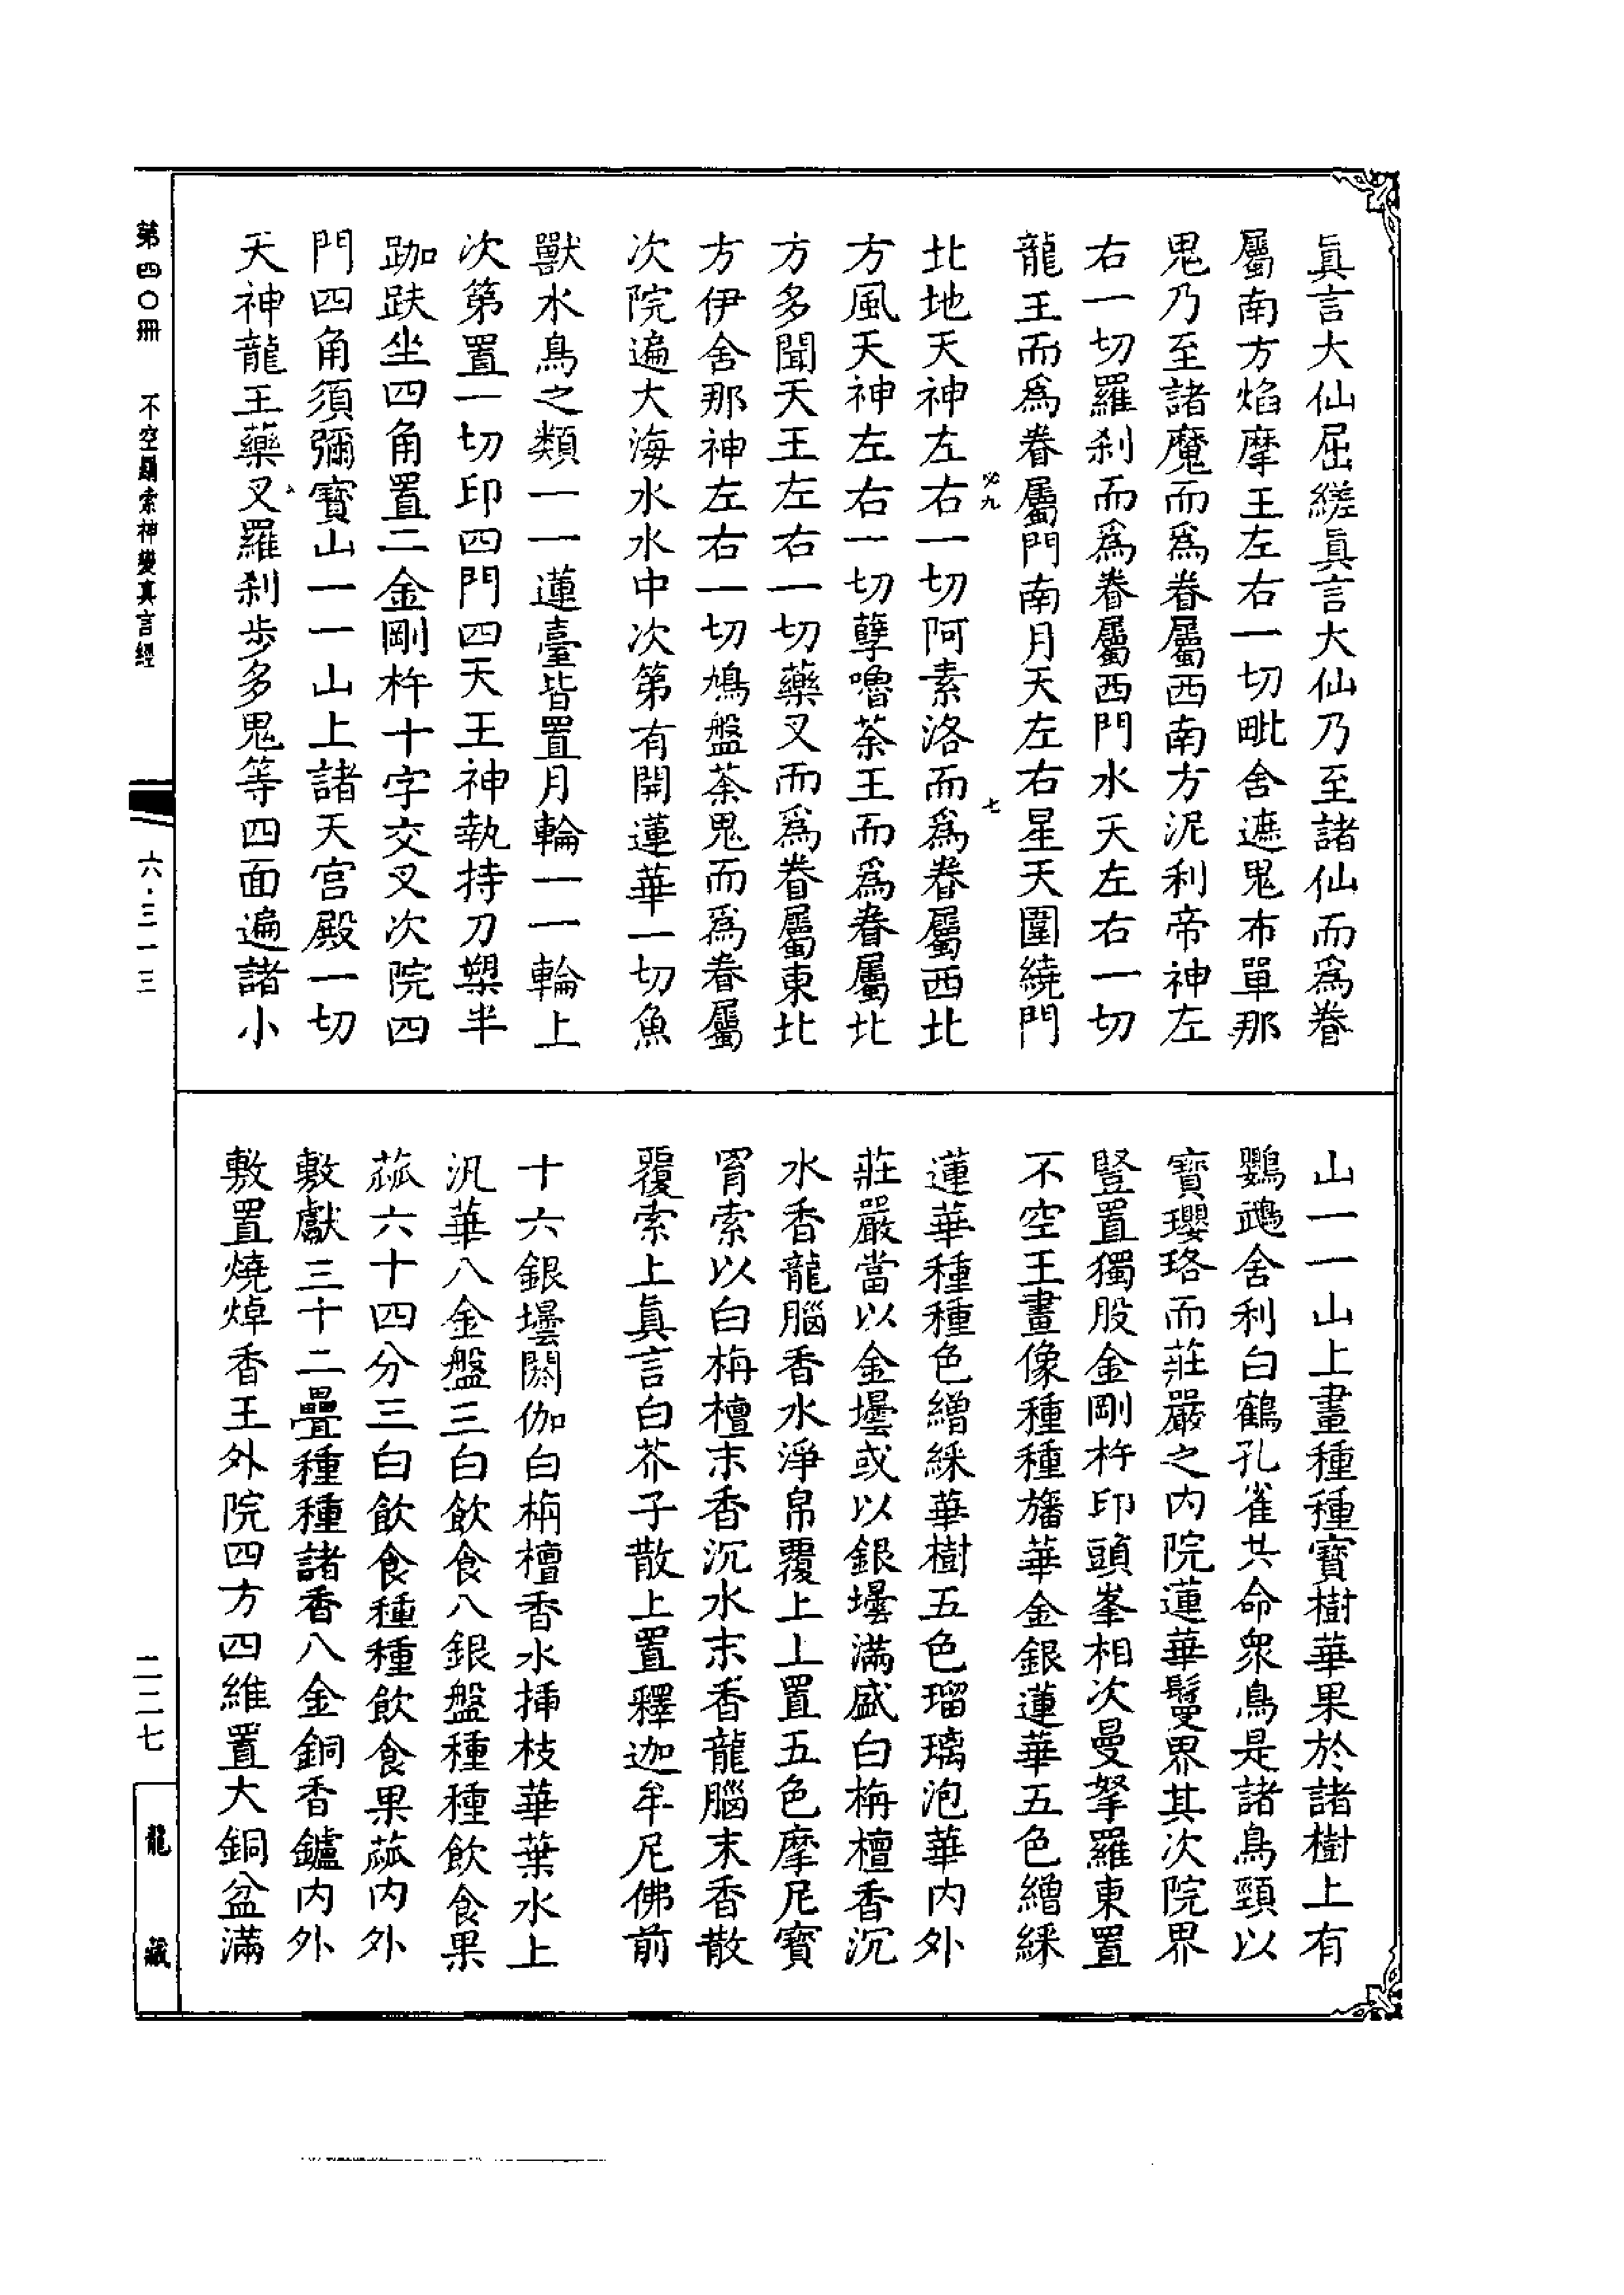 眞言大仙屈縒眞言大仙乃至諸仙而爲眷
屬南方焰摩王左右一切毗舍遮鬼布單那
鬼乃至諸魔而爲眷屬西南方泥利帝神左
右一切羅刹而爲眷屬西門水天左右一切
龍王而爲眷屬門南月天左右星天圍繞門
九 七
北地天神左右一切阿素洛而爲眷屬西北
方風天神左右一切孽嚕荼王而爲眷屬北
方多聞天王左右一切藥叉而爲眷屬東北
方伊舍那神左右一切鳩盤荼鬼而爲眷屬
次院遍大海水水中次第有開蓮華一切魚
獸水鳥之類一一蓮臺皆置月輪一一輪上
次第置一切印四門四天王神執持刀槊半
跏趺坐四角置二金剛杵十字交叉次院四
門四角須彌寶山一一山上諸天宮殿一切
天神龍王藥叉羅刹步多鬼等四面遍諸小
山一一山上畫種種寶樹華果於諸樹上有
鸚鵡舍利白鶴孔雀共命衆鳥是諸鳥頸以
寶瓔珞而莊嚴之內院蓮華鬘界其次院界
豎置獨股金剛杵印頭峯相次曼拏羅東置
不空王畫像種種旛華金銀蓮華五色繒綵
蓮華種種色繒綵華樹五色瑠璃泡華內外
莊嚴當以金壜或以銀壜滿盛白栴檀香沉
水香龍腦香水淨帛覆上上置五色摩尼寶
罥索以白栴檀末香沉水末香龍腦末香散
覆索上眞言白芥子散上置釋迦牟尼佛前
十六銀壜閼伽白栴檀香水揷枝華葉水上
汎華八金盤三白飲食八銀盤種種飲食果
蓏六十四分三白飲食種種飲食果蓏內外
敷獻三十二疊種種諸香八金銅香鑪內外
敷置燒焯香王外院四方四維置大銅盆滿
第四〇冊 不空羂索神變真言經 六·三一三
二二七
龍藏